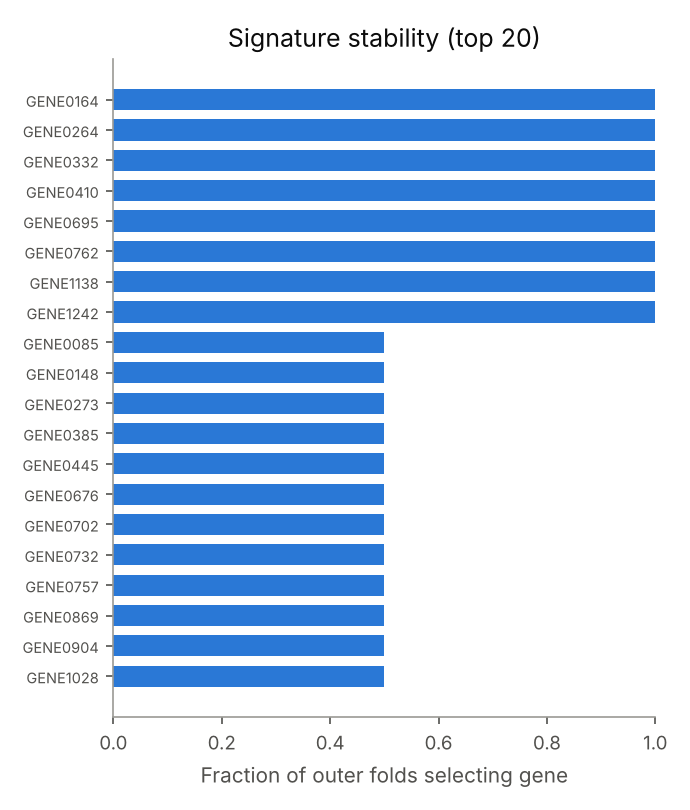 Signature stability (top 20)
GENE0164
GENE0264
GENE0332
GENE0410
GENE0695
GENE0762
GENE1138
GENE1242
GENE0085
GENE0148
GENE0273
GENE0385
GENE0445
GENE0676
GENE0702
GENE0732
GENE0757
GENE0869
GENE0904
GENE1028
0.0 0.2 0.4 0.6 0.8 1.0
Fraction of outer folds selecting gene